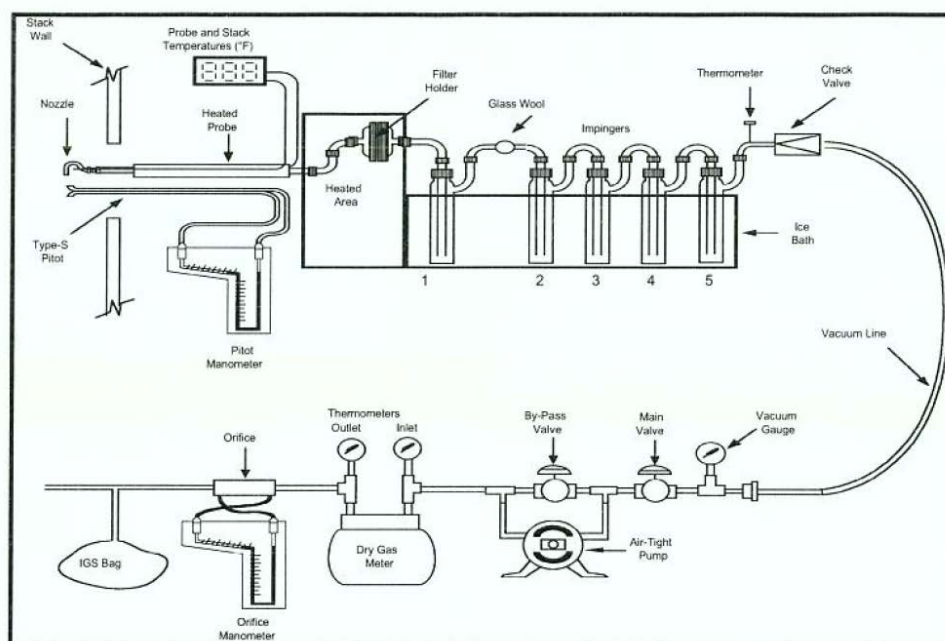 Stack
Wall
Probe and Stack
Temperatures (°F)
Nozzle
Heated
Probe
Filter
Holder
Glass Wool
Impingers
Thermometer
Check
Valve
Heated
Area
Ice
Bath
Type-S
Pitot
1 2 3 4 5
Pitot
Manometer
Vacuum Line
Thermometers
Outlet Inlet
By-Pass
Valve
Main
Valve
Vacuum
Gauge
Orifice
IGS Bag
Dry Gas
Meter
Air-Tight
Pump
Orifice
Manometer